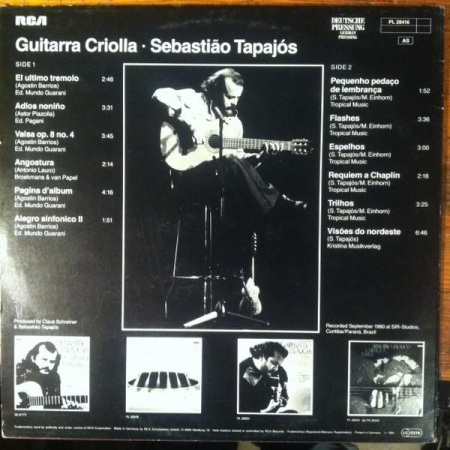 RCA
DEUTSCHE
PRESSUNG
GERMAN
PRESSING
PL 28416
AS
Guitarra Criolla · Sebastião Tapajós
SIDE 1
El ultimo tremolo 2:46
(Agostin Barrios)
Ed. Mundo Guarani
Adios noniño 3:31
(Astor Piazolla)
Ed. Pagani
Valsa op. 8 no. 4 3:45
(Agostin Barrios)
Ed. Mundo Guarani
Angostura 2:14
(Antonio Lauro)
Broekmans & van Papel
Pagina d'album 4:16
(Agostin Barrios)
Ed. Mundo Guarani
Alegro sinfonico II 1:51
(Agostin Barrios)
Ed. Mundo Guarani
SIDE 2
Pequenho pedaço
de lembrança 1:52
(S. Tapajós/M. Einhorn)
Tropical Music
Flashes 3:36
(S. Tapajós/M. Einhorn)
Tropical Music
Espelhos 3:00
(S. Tapajós/M. Einhorn)
Tropical Music
Requiem a Chaplin 2:18
(S. Tapajós/M. Einhorn)
Tropical Music
Trilhos 3:25
(S. Tapajós/M. Einhorn)
Tropical Music
Visões do nordeste 6:46
(S. Tapajós)
Kristina Musikverlag
Produced by Claus Schreiner
& Sebastião Tapajós
Recorded September 1980 at SIR-Studios,
Curitiba/Paraná, Brazil